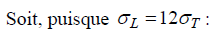 Soit, puisque σ_L = 12σ_T :